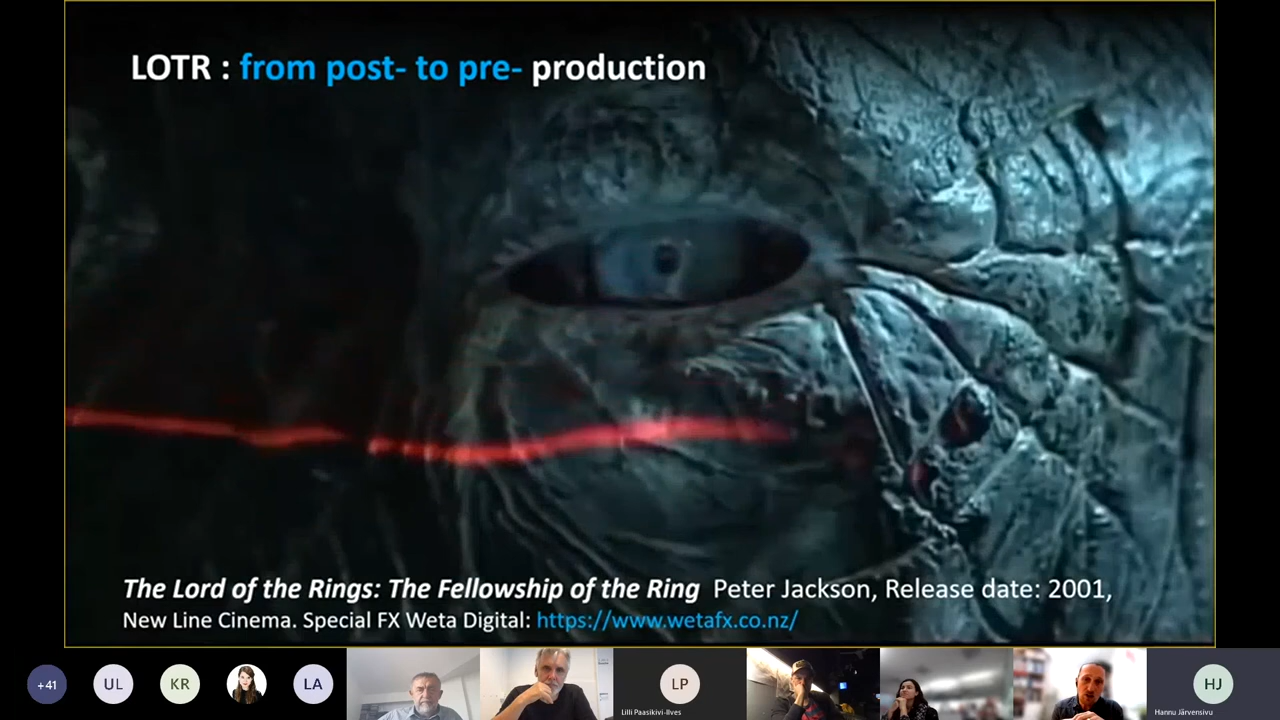 LOTR : from post- to pre- production
The Lord of the Rings: The Fellowship of the Ring Peter Jackson, Release date: 2001,
New Line Cinema. Special FX Weta Digital: https://www.wetafx.co.nz/
+41
UL
KR
LA
LP
Lilli Paasikivi-Ilves
HJ
Hannu Järvensivu